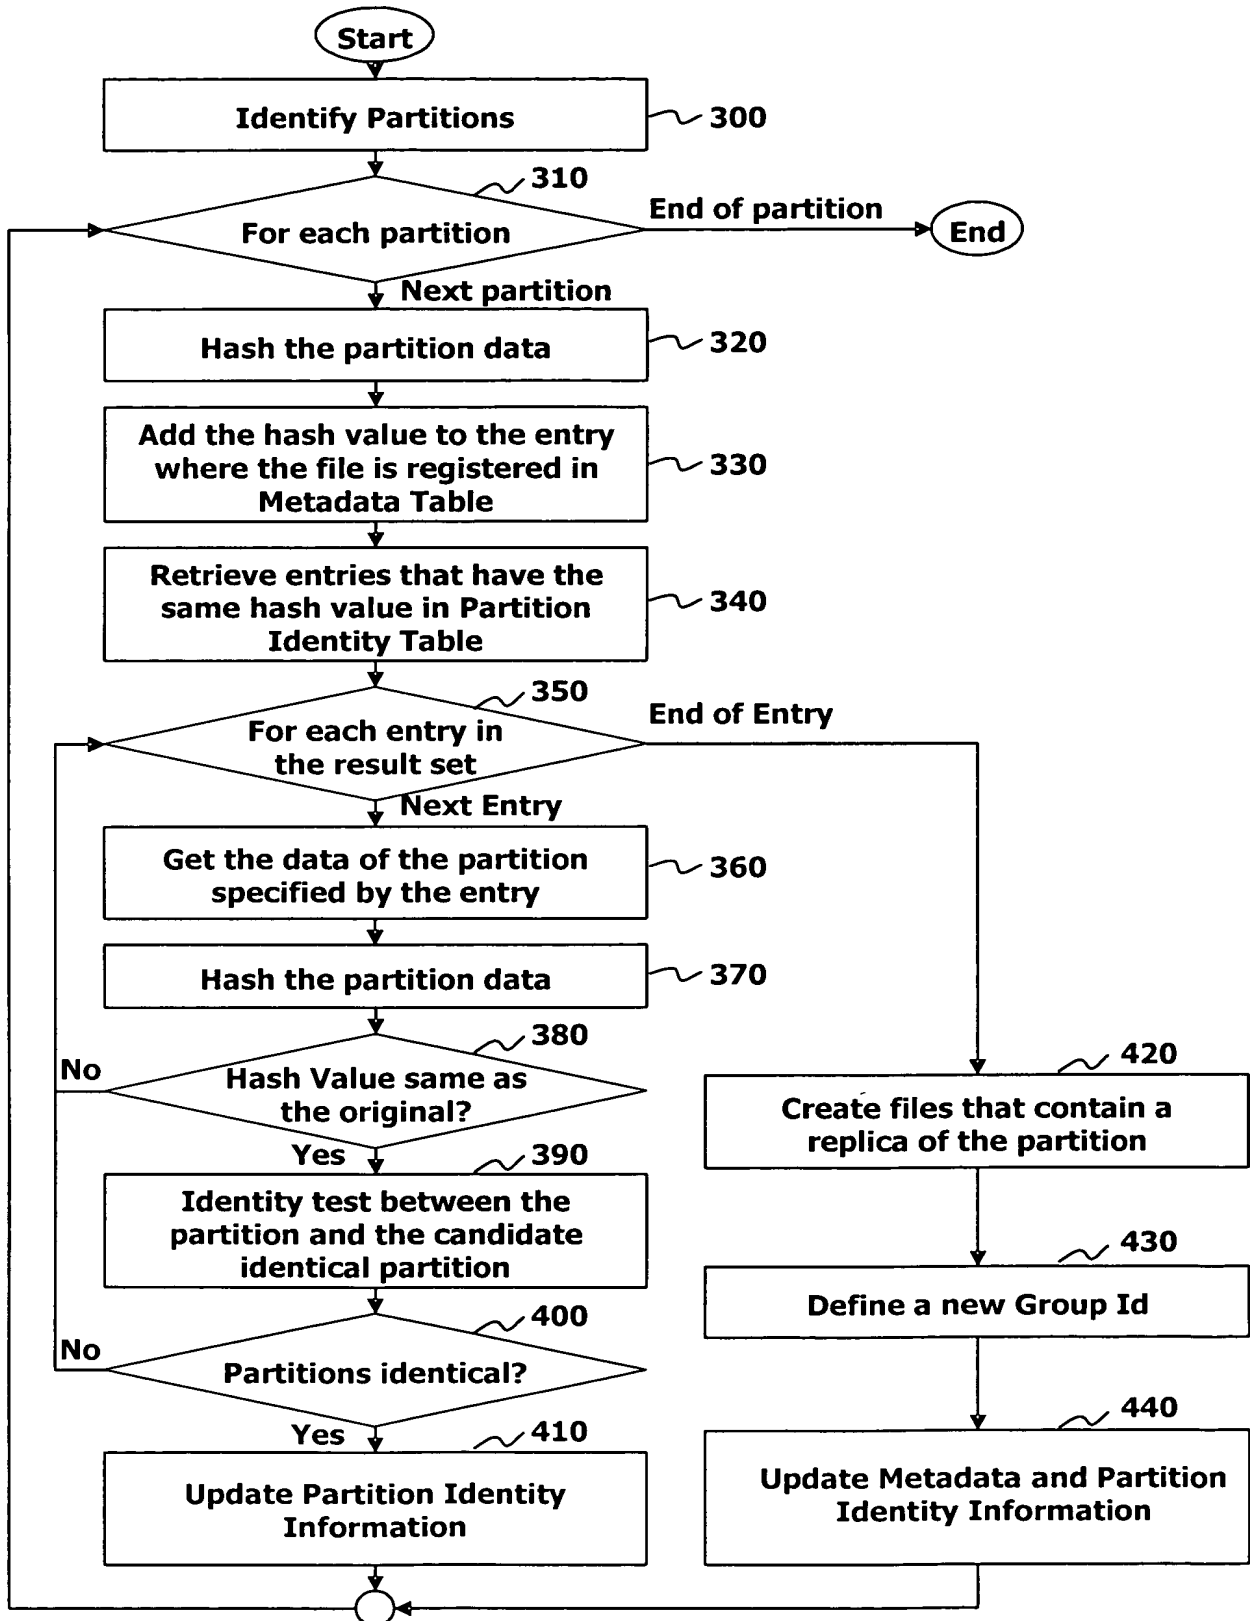 Start
Identify Partitions
300
310
For each partition
End of partition
End
Next partition
Hash the partition data
320
Add the hash value to the entry
where the file is registered in
Metadata Table
330
Retrieve entries that have the
same hash value in Partition
Identity Table
340
350
For each entry in
the result set
End of Entry
Next Entry
Get the data of the partition
specified by the entry
360
Hash the partition data
370
380
No
Hash Value same as
the original?
Yes
390
Identity test between the
partition and the candidate
identical partition
400
No
Partitions identical?
Yes
410
Update Partition Identity
Information
420
Create files that contain a
replica of the partition
430
Define a new Group Id
440
Update Metadata and Partition
Identity Information